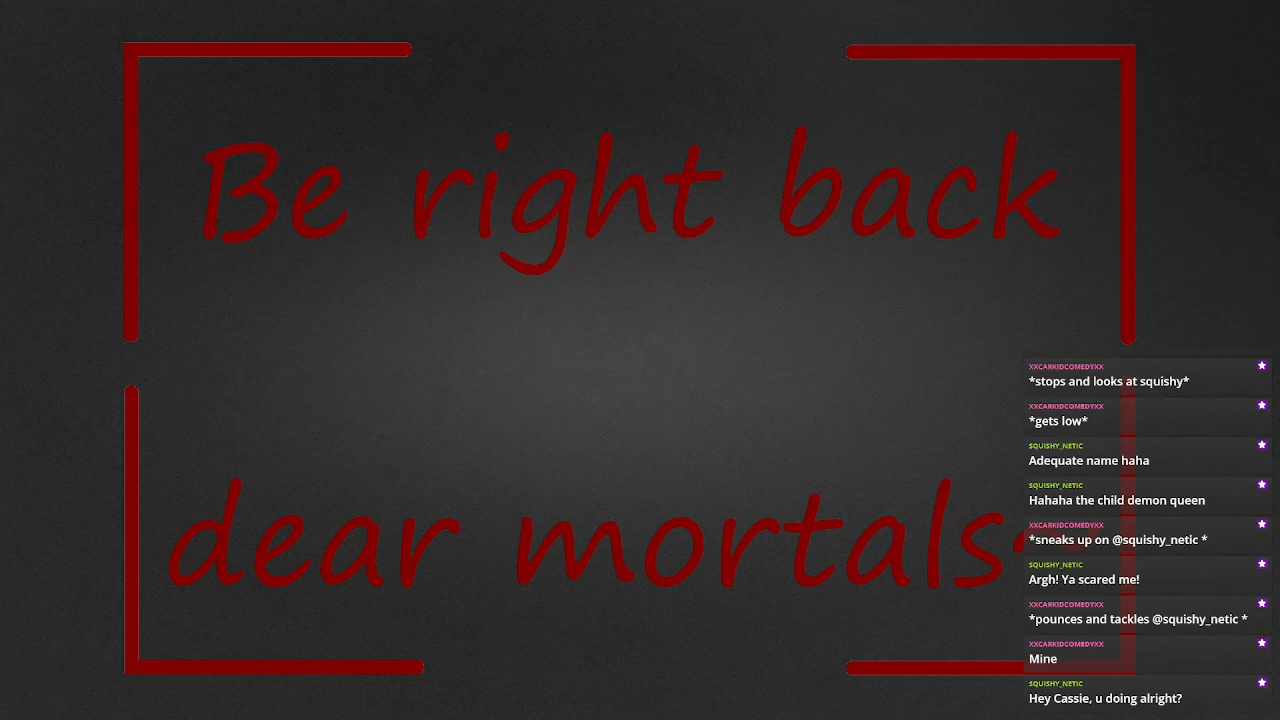 Be right back
dear mortals
XXCARKIDCOMEDYXX
*stops and looks at squishy*
XXCARKIDCOMEDYXX
*gets low*
SQUISHY_NETIC
Adequate name haha
SQUISHY_NETIC
Hahaha the child demon queen
XXCARKIDCOMEDYXX
*sneaks up on @squishy_netic *
SQUISHY_NETIC
Argh! Ya scared me!
XXCARKIDCOMEDYXX
*pounces and tackles @squishy_netic *
XXCARKIDCOMEDYXX
Mine
SQUISHY_NETIC
Hey Cassie, u doing alright?